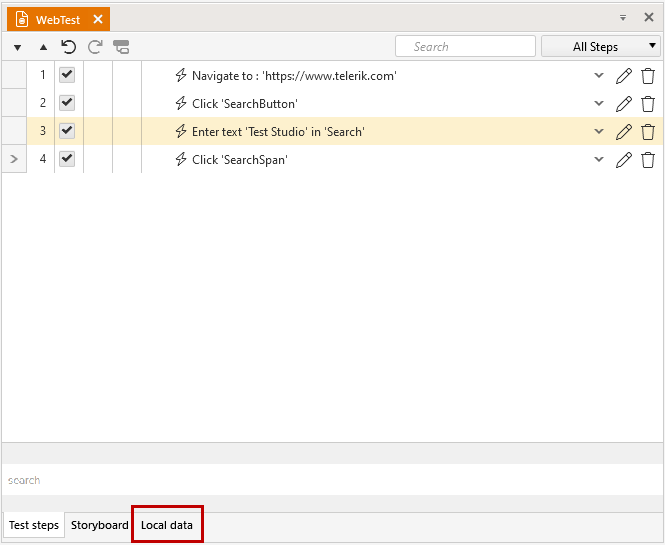 WebTest
Search
All Steps
1 Navigate to : 'https://www.telerik.com'
2 Click 'SearchButton'
3 Enter text 'Test Studio' in 'Search'
4 Click 'SearchSpan'
search
Test steps Storyboard Local data